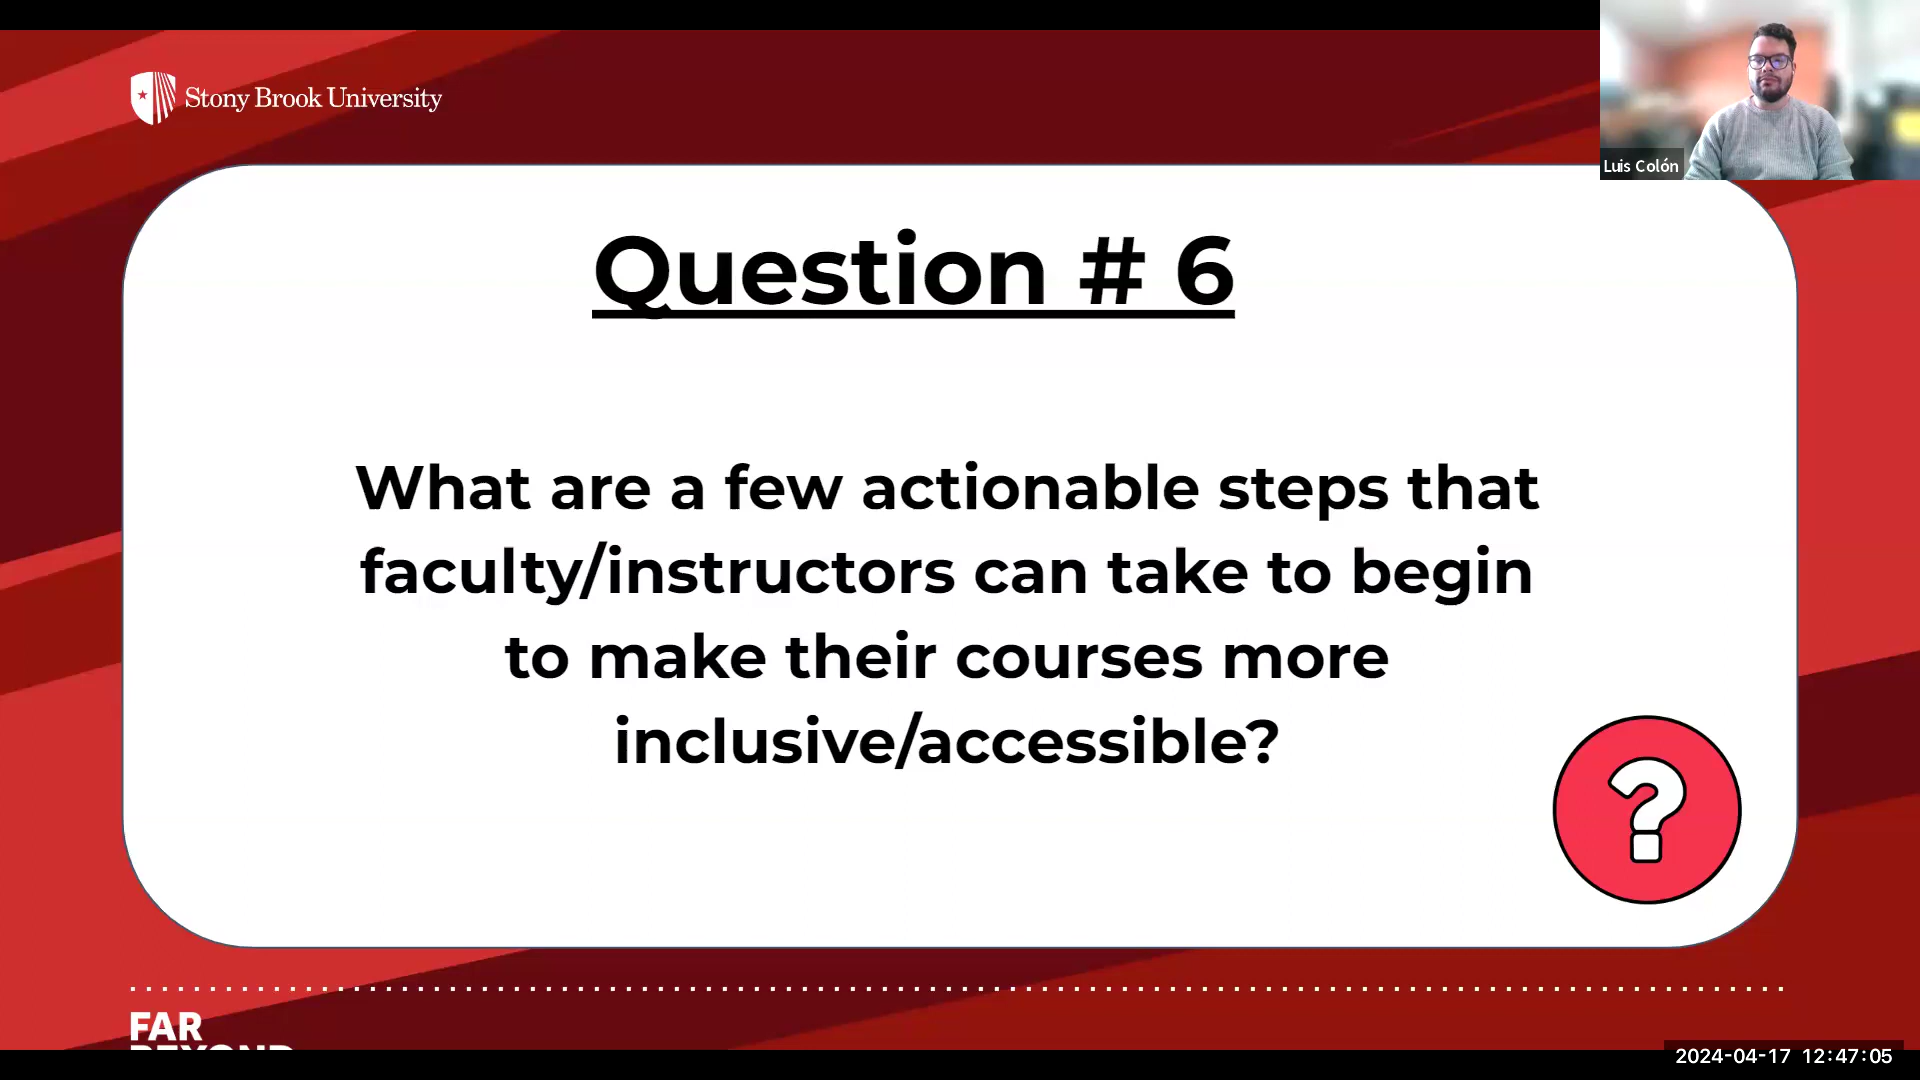 Stony Brook University
Luis Colón
Question # 6
What are a few actionable steps that
faculty/instructors can take to begin
to make their courses more
inclusive/accessible?
FAR
BEYOND
2024-04-17 12:47:05